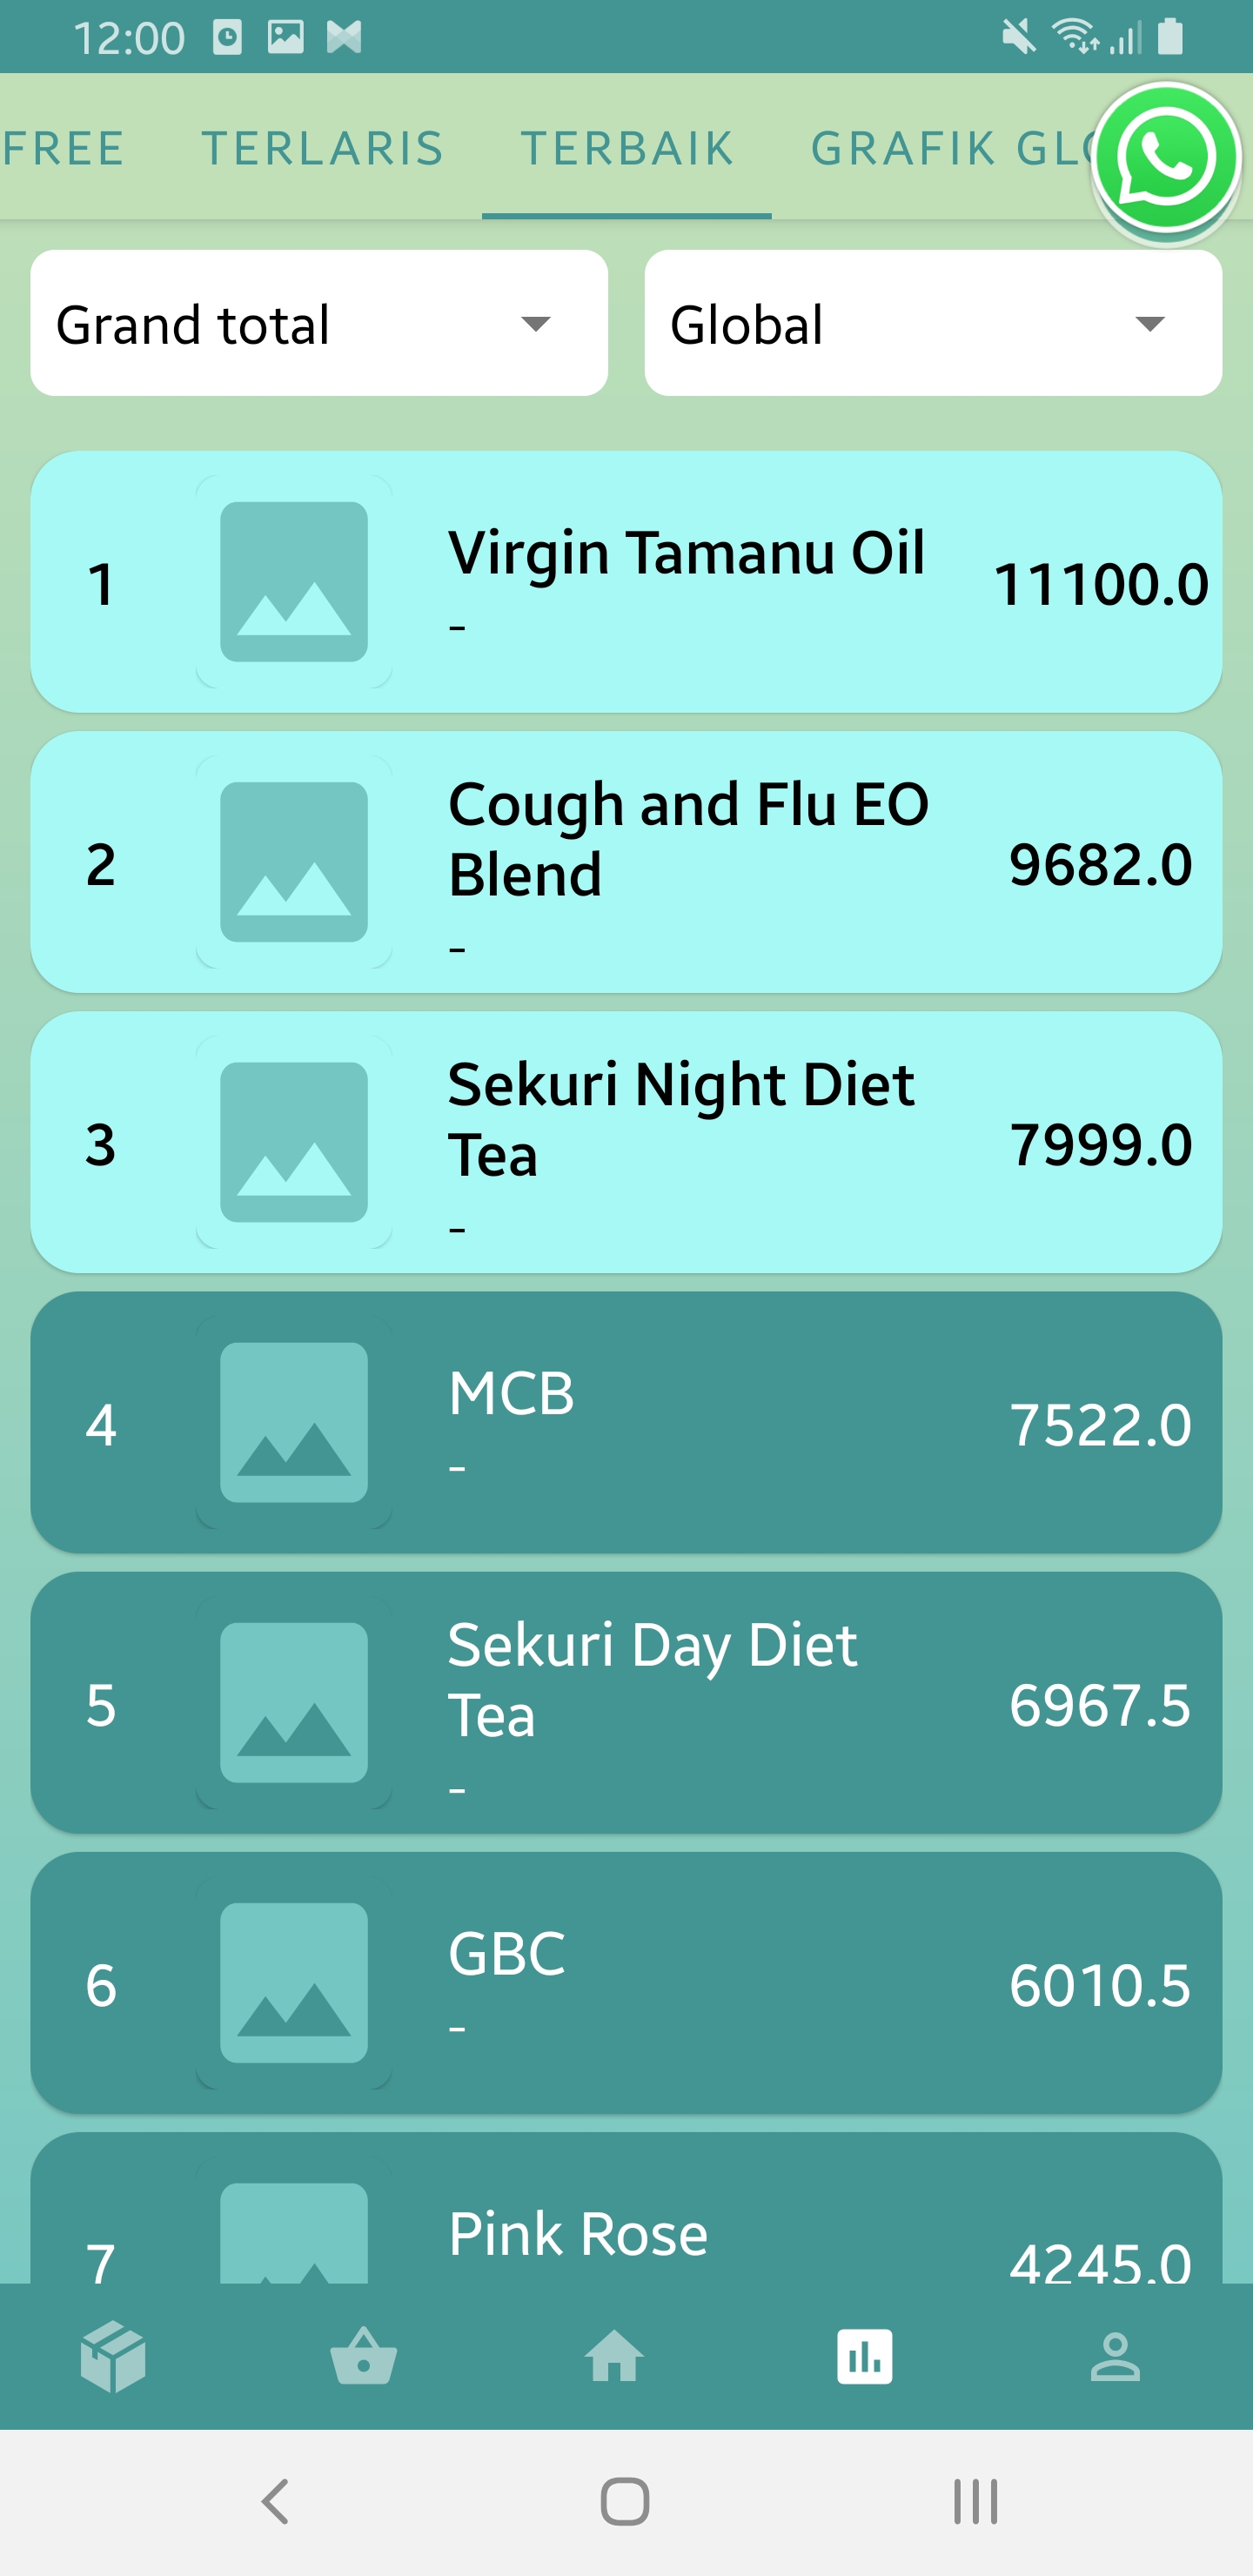 12:00
FREE TERLARIS TERBAIK GRAFIK
Grand total Global
1 Virgin Tamanu Oil 11100.0
-
2 Cough and Flu EO
Blend 9682.0
-
3 Sekuri Night Diet
Tea 7999.0
-
4 MCB 7522.0
-
5 Sekuri Day Diet
Tea 6967.5
-
6 GBC 6010.5
-
7 Pink Rose 4245.0